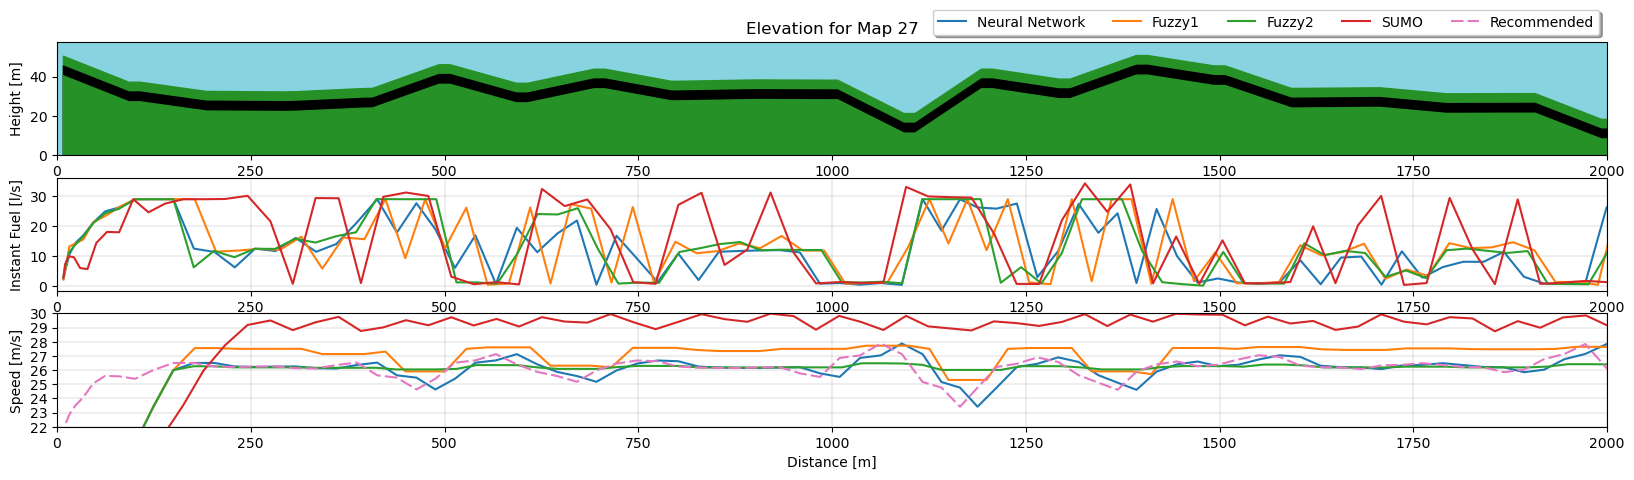 Elevation for Map 27
Neural Network Fuzzy1 Fuzzy2 SUMO Recommended
Height [m]
40
20
0
0 250 500 750 1000 1250 1500 1750 2000
Instant Fuel [l/s]
30
20
10
0
0 250 500 750 1000 1250 1500 1750 2000
Speed [m/s]
30
29
28
27
26
25
24
23
22
0 250 500 750 1000 1250 1500 1750 2000
Distance [m]